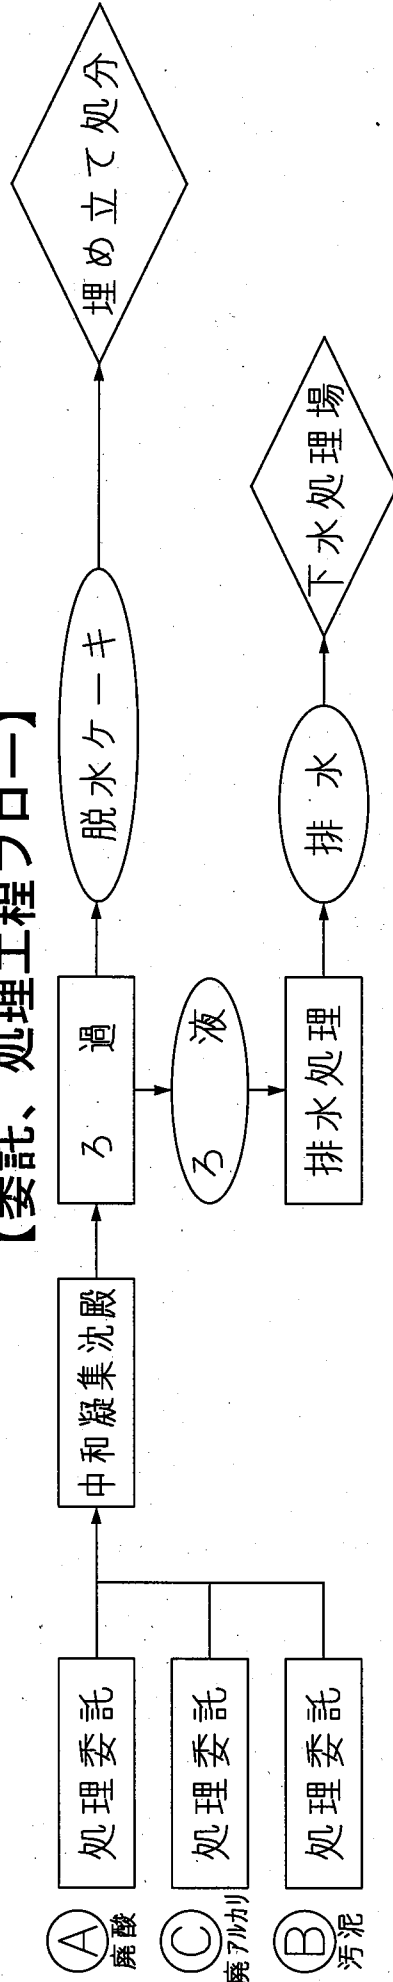 【委託、処理工程フロー】
Ⓐ
廃酸
処理委託
Ⓒ
廃アルカリ
処理委託
Ⓑ
汚泥
処理委託
中和凝集沈殿
ろ過
脱水ケーキ
埋め立て処分
ろ液
排水処理
排水
下水処理場